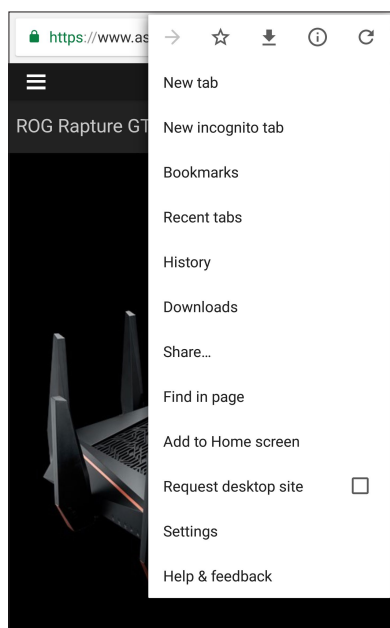 https://www.as
ROG Rapture GT
New tab
New incognito tab
Bookmarks
Recent tabs
History
Downloads
Share…
Find in page
Add to Home screen
Request desktop site
Settings
Help & feedback